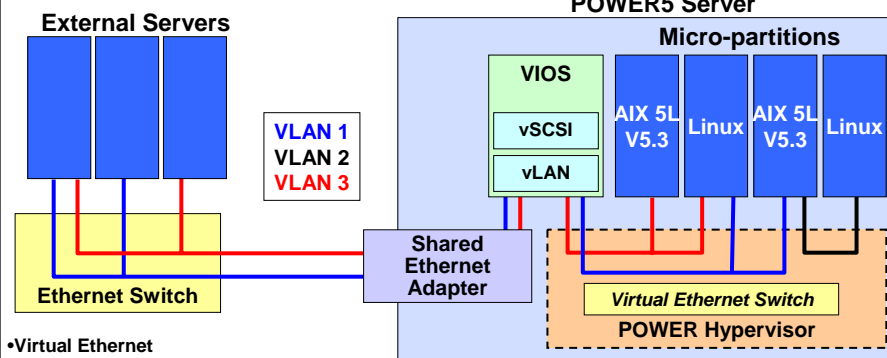 POWER5 Server
External Servers
Micro-partitions
VIOS
vSCSI
vLAN
AIX 5L
V5.3
Linux
AIX 5L
V5.3
Linux
VLAN 1
VLAN 2
VLAN 3
Shared
Ethernet
Adapter
Ethernet Switch
Virtual Ethernet Switch
POWER Hypervisor
•Virtual Ethernet